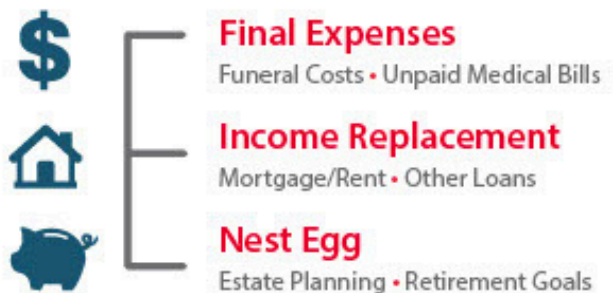 Final Expenses
Funeral Costs • Unpaid Medical Bills
Income Replacement
Mortgage/Rent • Other Loans
Nest Egg
Estate Planning • Retirement Goals